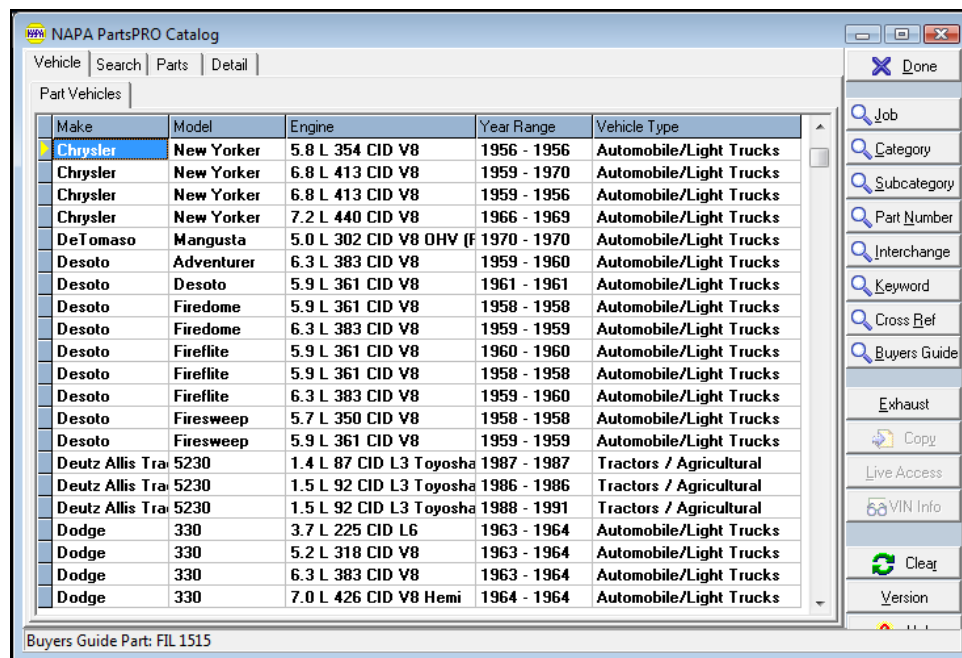 NAPA PartsPRO Catalog
Vehicle Search Parts Detail
Done
Part Vehicles
Make Model Engine Year Range Vehicle Type
Job
Chrysler New Yorker 5.8 L 354 CID V8 1956 - 1956 Automobile/Light Trucks
Category
Chrysler New Yorker 6.8 L 413 CID V8 1959 - 1970 Automobile/Light Trucks
Chrysler New Yorker 6.8 L 413 CID V8 1959 - 1956 Automobile/Light Trucks
Subcategory
Chrysler New Yorker 7.2 L 440 CID V8 1966 - 1969 Automobile/Light Trucks
Part Number
DeTomaso Mangusta 5.0 L 302 CID V8 OHV (F 1970 - 1970 Automobile/Light Trucks
Interchange
Desoto Adventurer 6.3 L 383 CID V8 1959 - 1960 Automobile/Light Trucks
Desoto Desoto 5.9 L 361 CID V8 1961 - 1961 Automobile/Light Trucks
Keyword
Desoto Firedome 5.9 L 361 CID V8 1958 - 1958 Automobile/Light Trucks
Cross Ref
Desoto Firedome 6.3 L 383 CID V8 1959 - 1959 Automobile/Light Trucks
Desoto Fireflite 5.9 L 361 CID V8 1960 - 1960 Automobile/Light Trucks
Buyers Guide
Desoto Fireflite 5.9 L 361 CID V8 1958 - 1958 Automobile/Light Trucks
Desoto Fireflite 6.3 L 383 CID V8 1959 - 1960 Automobile/Light Trucks
Exhaust
Desoto Firesweep 5.7 L 350 CID V8 1958 - 1958 Automobile/Light Trucks
Copy
Desoto Firesweep 5.9 L 361 CID V8 1959 - 1959 Automobile/Light Trucks
Deutz Allis Tra 5230 1.4 L 87 CID L3 Toyosha 1987 - 1987 Tractors / Agricultural
Live Access
Deutz Allis Tra 5230 1.5 L 92 CID L3 Toyosha 1986 - 1986 Tractors / Agricultural
Deutz Allis Tra 5230 1.5 L 92 CID L3 Toyosha 1988 - 1991 Tractors / Agricultural
VIN Info
Dodge 330 3.7 L 225 CID L6 1963 - 1964 Automobile/Light Trucks
Dodge 330 5.2 L 318 CID V8 1963 - 1964 Automobile/Light Trucks
Clear
Dodge 330 6.3 L 383 CID V8 1963 - 1964 Automobile/Light Trucks
Dodge 330 7.0 L 426 CID V8 Hemi 1964 - 1964 Automobile/Light Trucks
Version
Buyers Guide Part: FIL 1515